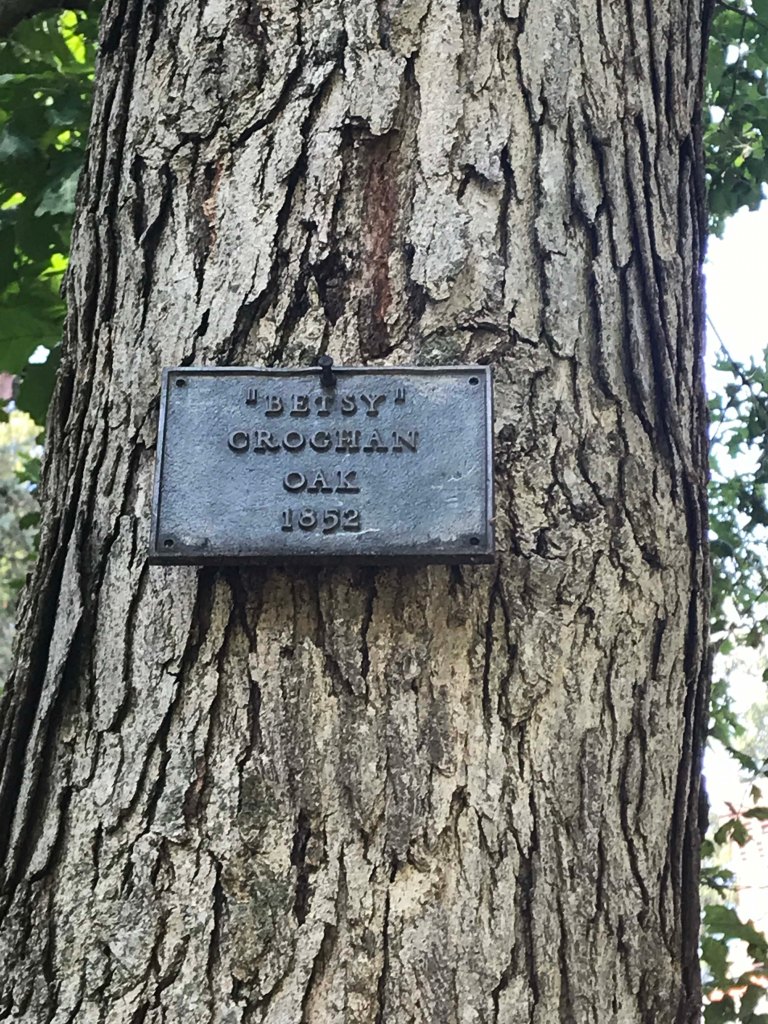 "BETSY"
CROGHAN
OAK
1852